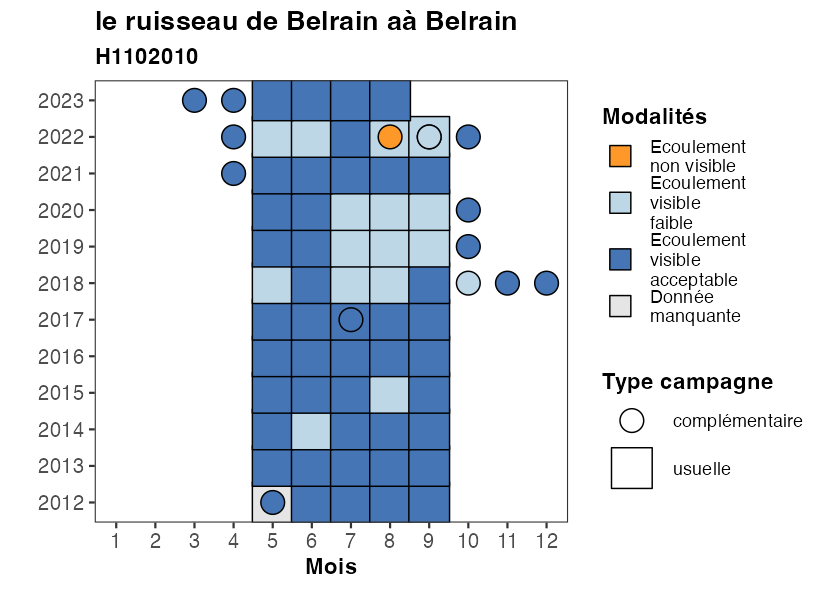 le ruisseau de Belrain aà Belrain
H1102010
2023
2022
2021
2020
2019
2018
2017
2016
2015
2014
2013
2012
1 2 3 4 5 6 7 8 9 10 11 12
Mois
Modalités
Ecoulement
non visible
Ecoulement
visible
faible
Ecoulement
visible
acceptable
Donnée
manquante
Type campagne
complémentaire
usuelle